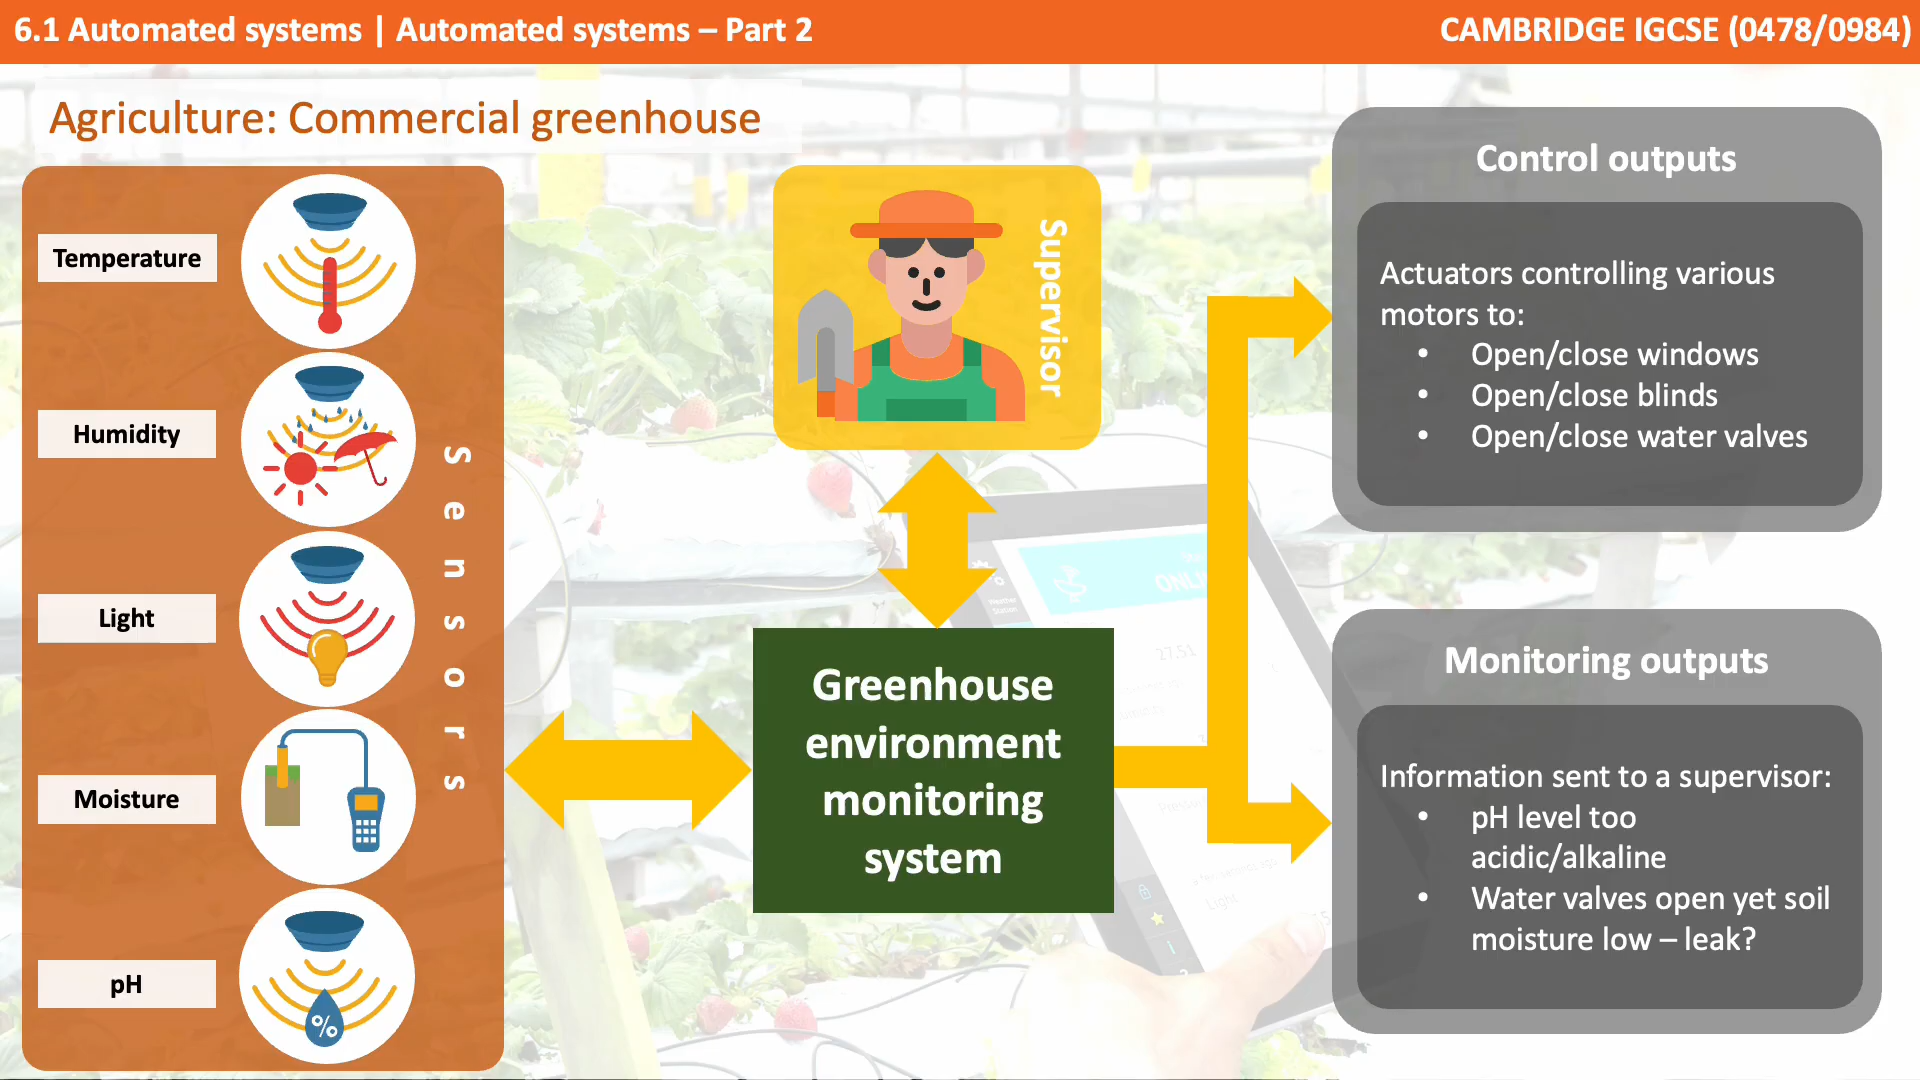 6.1 Automated systems | Automated systems – Part 2
CAMBRIDGE IGCSE (0478/0984)
Agriculture: Commercial greenhouse
Temperature
Humidity
Light
Moisture
pH
Sensors
Supervisor
Greenhouse
environment
monitoring
system
Control outputs
Actuators controlling various
motors to:
• Open/close windows
• Open/close blinds
• Open/close water valves
Monitoring outputs
Information sent to a supervisor:
• pH level too
acidic/alkaline
• Water valves open yet soil
moisture low – leak?
%
27.51
Light